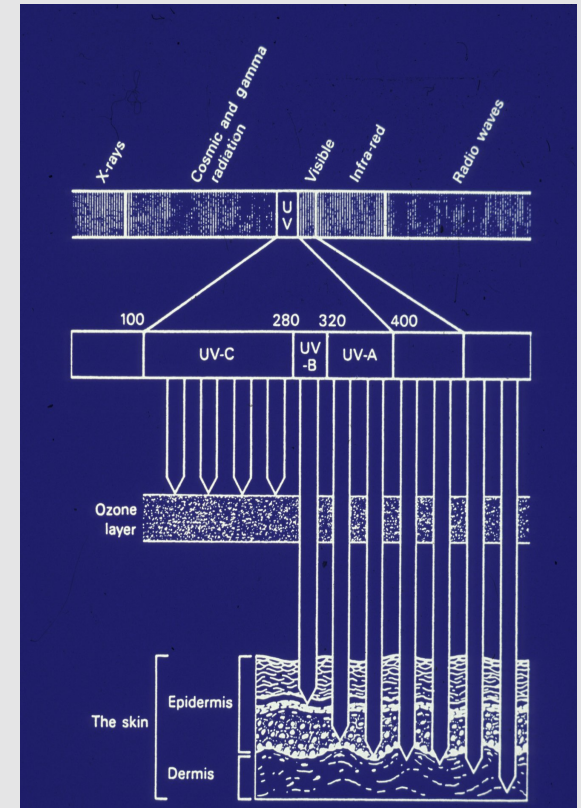 X-rays
Cosmic and gamma
radiation
Visible
Infra-red
Radio waves
U
V
100
280
320
400
UV-C
UV
-B
UV-A
Ozone
layer
The skin
Epidermis
Dermis